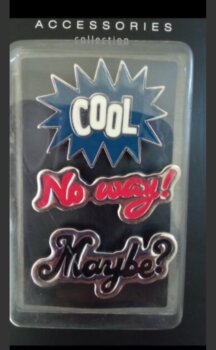 ACCESSORIES
collection
COOL
No way!
Maybe?